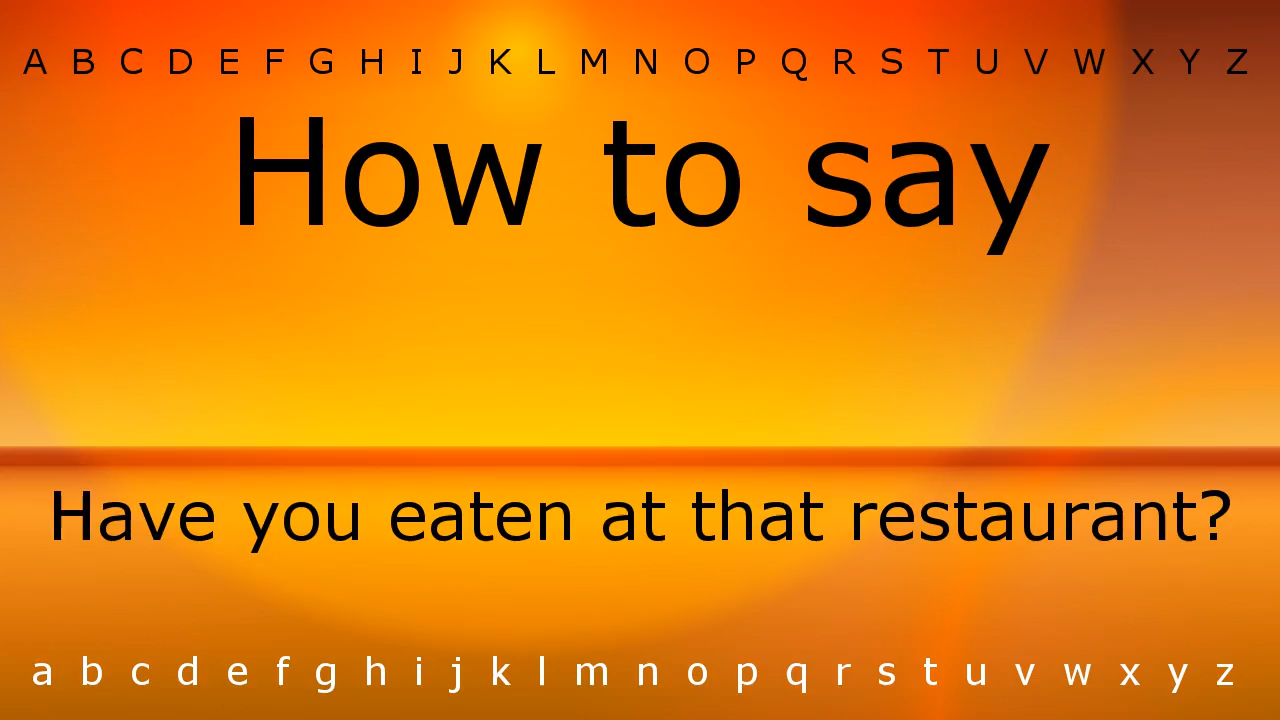 A B C D E F G H I J K L M N O P Q R S T U V W X Y Z
How to say
Have you eaten at that restaurant?
a b c d e f g h i j k l m n o p q r s t u v w x y z